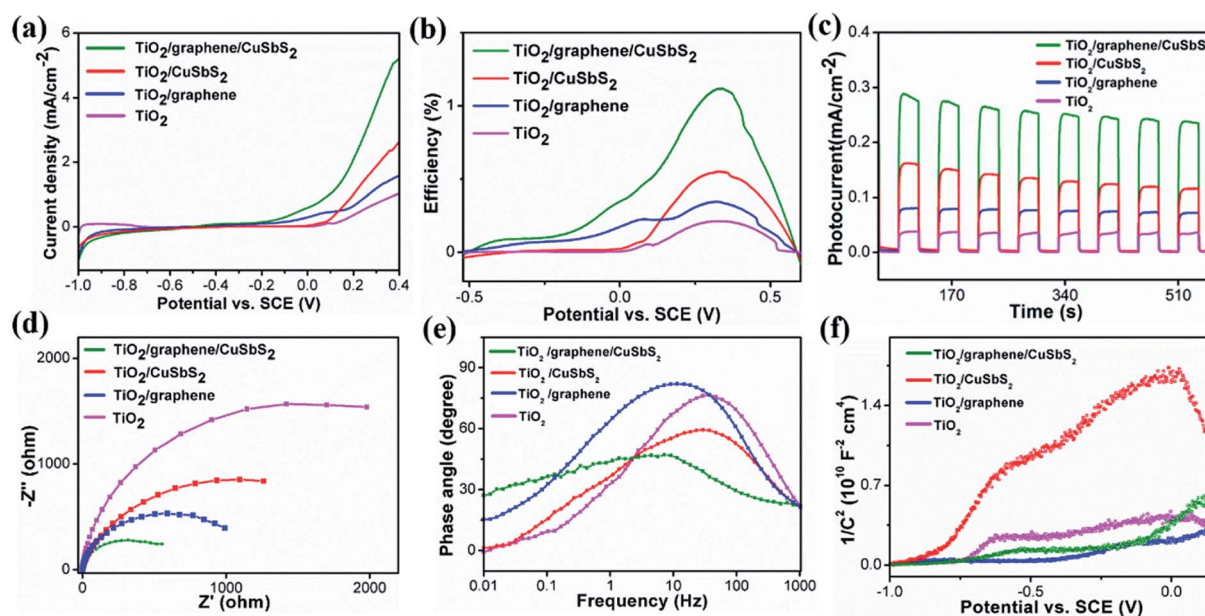 (a)
6
4
2
0
Current density (mA/cm⁻²)
TiO₂/graphene/CuSbS₂
TiO₂/CuSbS₂
TiO₂/graphene
TiO₂
-1.0 -0.8 -0.6 -0.4 -0.2 0.0 0.2 0.4
Potential vs. SCE (V)
(b)
1
0
Efficiency (%)
TiO₂/graphene/CuSbS₂
TiO₂/CuSbS₂
TiO₂/graphene
TiO₂
-0.5 0.0 0.5
Potential vs. SCE (V)
(c)
0.4
0.3
0.2
0.1
0.0
Photocurrent(mA/cm⁻²)
TiO₂/graphene/CuSbS₂
TiO₂/CuSbS₂
TiO₂/graphene
TiO₂
170 340 510
Time (s)
(d)
2000
1000
0
-Z" (ohm)
TiO₂/graphene/CuSbS₂
TiO₂/CuSbS₂
TiO₂/graphene
TiO₂
0 1000 2000
Z' (ohm)
(e)
90
75
60
45
30
15
0
Phase angle (degree)
TiO₂ /graphene/CuSbS₂
TiO₂ /CuSbS₂
TiO₂ /graphene
TiO₂
0.01 0.1 1 10 100 1000
Frequency (Hz)
(f)
1.4
0.7
0.0
1/C² (10¹⁰ F⁻² cm⁴)
TiO₂/graphene/CuSbS₂
TiO₂/CuSbS₂
TiO₂/graphene
TiO₂
-1.0 -0.5 0.0
Potential vs. SCE (V)